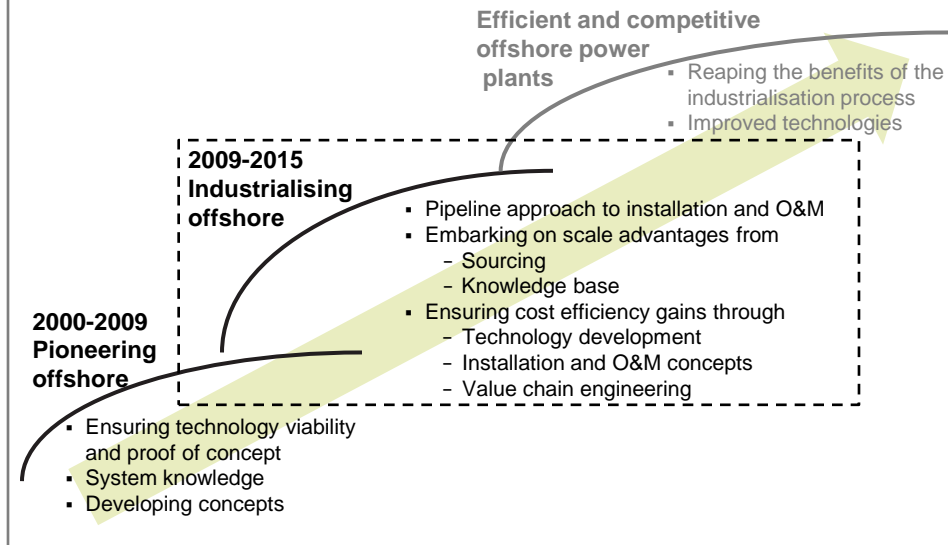 Efficient and competitive
offshore power
plants
▪ Reaping the benefits of the
industrialisation process
▪ Improved technologies
2009-2015
Industrialising
offshore
▪ Pipeline approach to installation and O&M
▪ Embarking on scale advantages from
– Sourcing
– Knowledge base
▪ Ensuring cost efficiency gains through
– Technology development
– Installation and O&M concepts
– Value chain engineering
2000-2009
Pioneering
offshore
▪ Ensuring technology viability
and proof of concept
▪ System knowledge
▪ Developing concepts